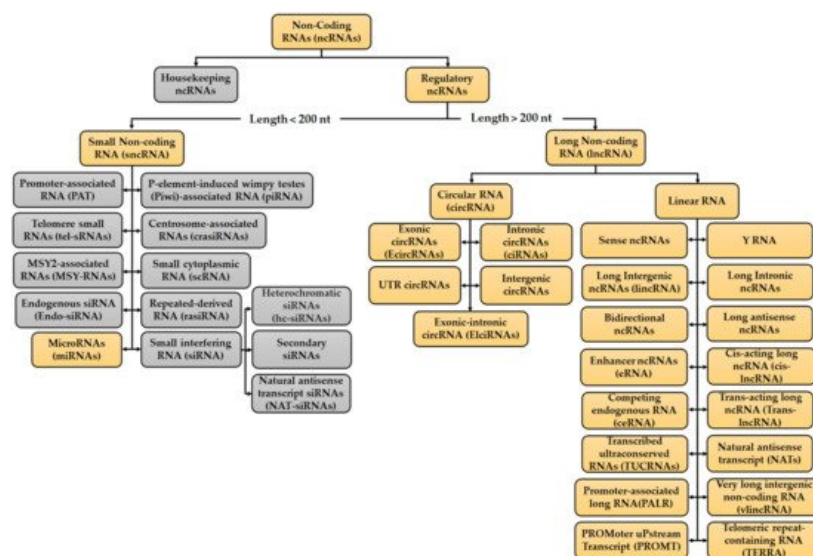 Non-Coding
RNAs (ncRNAs)
Housekeeping
ncRNAs
Regulatory
ncRNAs
Length < 200 nt
Length > 200 nt
Small Non-coding
RNA (sncRNA)
Long Non-coding
RNA (lncRNA)
Promoter-associated
RNA (PAT)
P-element-induced wimpy testes
(Piwi)-associated RNA (piRNA)
Telomere small
RNAs (tel-sRNAs)
Centrosome-associated
RNAs (crasiRNAs)
MSY2-associated
RNAs (MSY-RNAs)
Small cytoplasmic
RNA (scRNA)
Endogenous siRNA
(Endo-siRNA)
Repeated-derived
RNA (rasiRNA)
MicroRNAs
(miRNAs)
Small interfering
RNA (siRNA)
Heterochromatic
siRNAs
(hc-siRNAs)
Secondary
siRNAs
Natural antisense
transcript siRNAs
(NAT-siRNAs)
Circular RNA
(circRNA)
Exonic
circRNAs
(EcircRNAs)
Intronic
circRNAs
(ciRNAs)
UTR circRNAs
Intergenic
circRNAs
Exonic-intronic
circRNA (ElciRNAs)
Linear RNA
Sense ncRNAs
Y RNA
Long Intergenic
ncRNAs (lincRNA)
Long Intronic
ncRNAs
Bidirectional
ncRNAs
Long antisense
ncRNAs
Enhancer ncRNAs
(eRNA)
Cis-acting long
ncRNA (cis-
lncRNA)
Competing
endogenous RNA
(ceRNA)
Trans-acting long
ncRNA (Trans-
lncRNA)
Transcribed
ultraconserved
RNAs (TUCRNAs)
Natural antisense
transcript (NATs)
Promoter-associated
long RNA(PALR)
Very long intergenic
non-coding RNA
(vlincRNA)
PROMoter uPstream
Transcript (PROMT)
Telomeric repeat-
containing RNA
(TERRA)